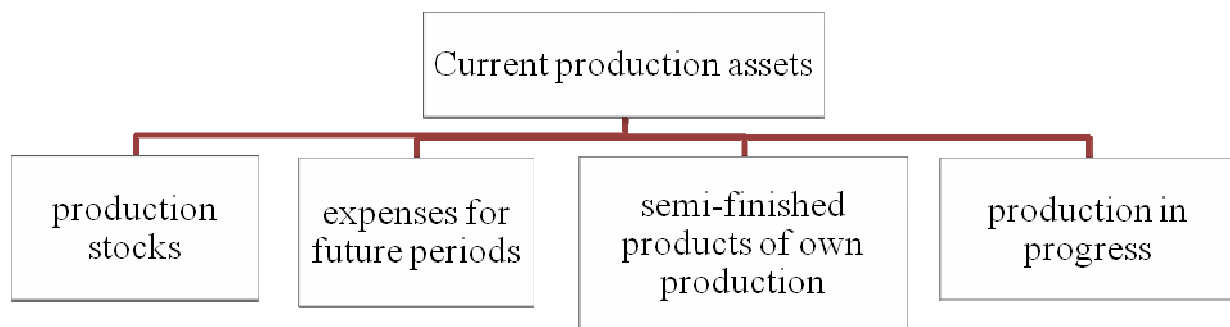 Current production assets
production
stocks
expenses for
future periods
semi-finished
products of own
production
production in
progress